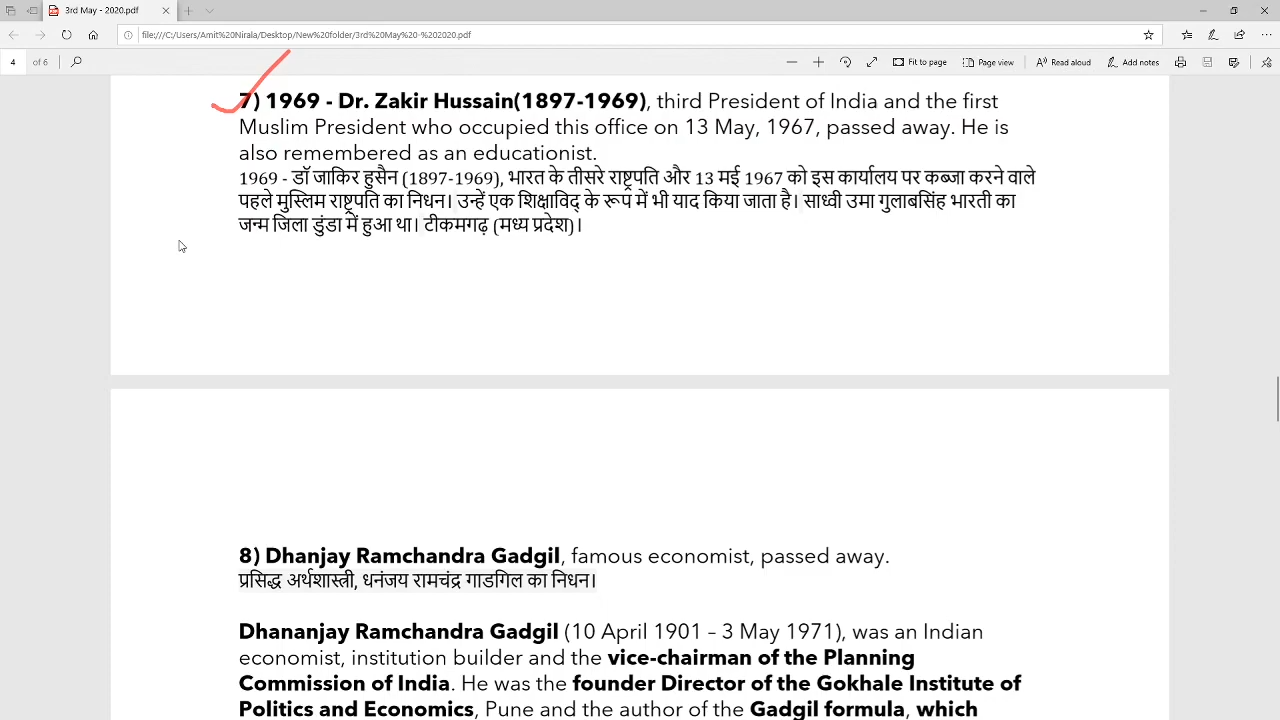 3rd May - 2020.pdf
file:///C:/Users/Amit%20Nirala/Desktop/New%20folder/3rd%20May%20-%202020.pdf
4 of 6 Fit to page Page view Read aloud Add notes
7) 1969 - Dr. Zakir Hussain(1897-1969), third President of India and the first
Muslim President who occupied this office on 13 May, 1967, passed away. He is
also remembered as an educationist.
1969 - डॉ जाकिर हुसैन (1897-1969), भारत के तीसरे राष्ट्रपति और 13 मई 1967 को इस कार्यालय पर कब्जा करने वाले
पहले मुस्लिम राष्ट्रपति का निधन। उन्हें एक शिक्षाविद् के रूप में भी याद किया जाता है। साध्वी उमा गुलाबसिंह भारती का
जन्म जिला डुंडा में हुआ था। टीकमगढ़ (मध्य प्रदेश)।
8) Dhanjay Ramchandra Gadgil, famous economist, passed away.
प्रसिद्ध अर्थशास्त्री, धनंजय रामचंद्र गाडगिल का निधन।
Dhananjay Ramchandra Gadgil (10 April 1901 – 3 May 1971), was an Indian
economist, institution builder and the vice-chairman of the Planning
Commission of India. He was the founder Director of the Gokhale Institute of
Politics and Economics, Pune and the author of the Gadgil formula, which